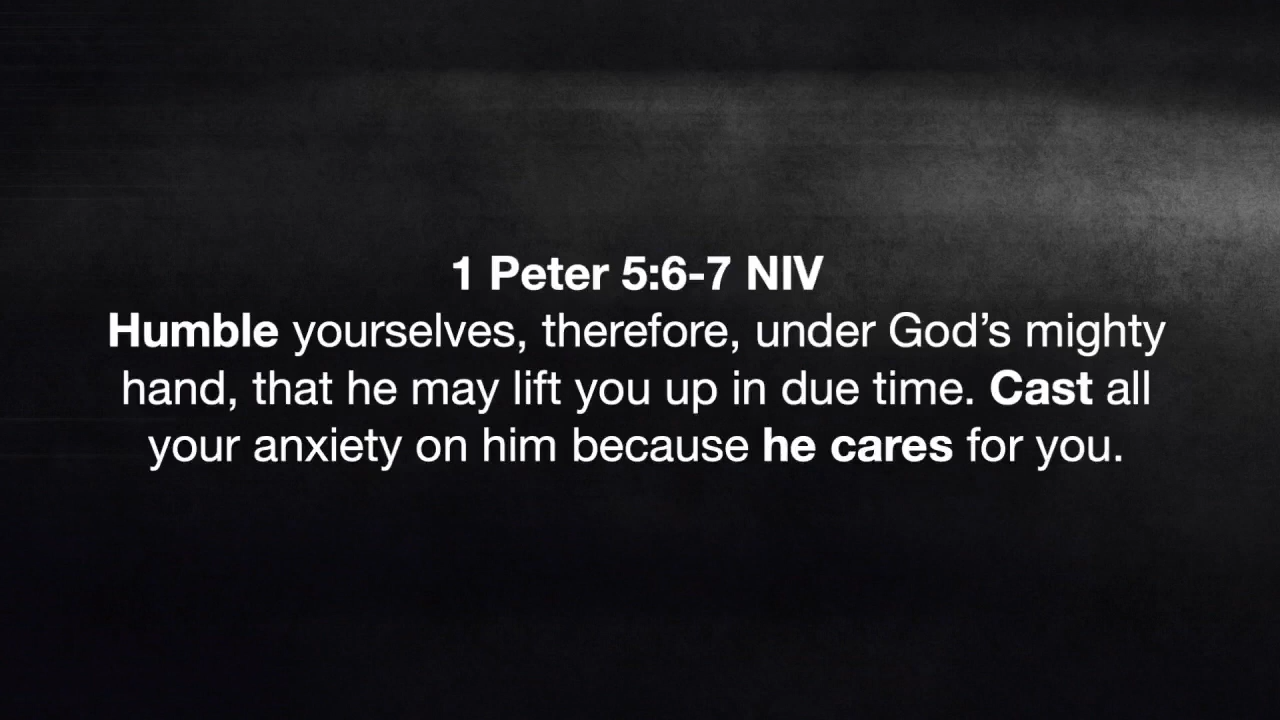 1 Peter 5:6-7 NIV
Humble yourselves, therefore, under God’s mighty
hand, that he may lift you up in due time. Cast all
your anxiety on him because he cares for you.